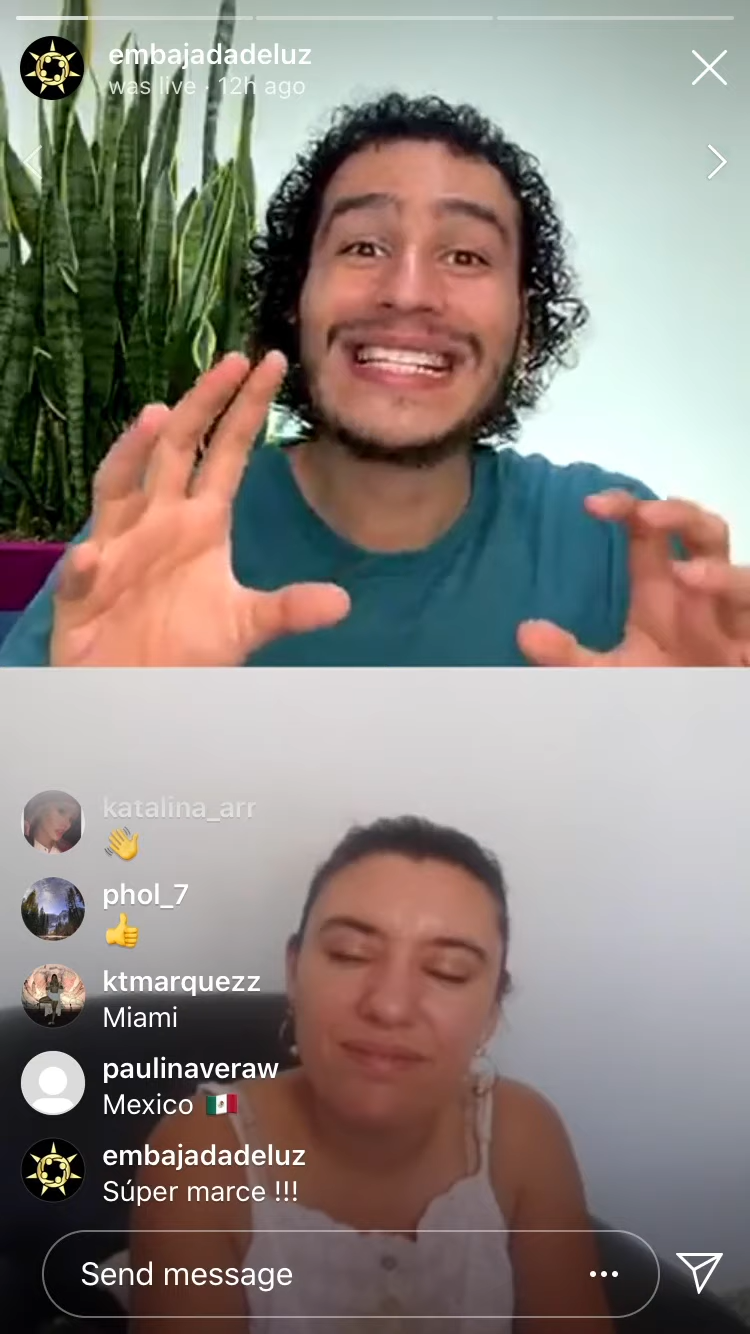 embajadadeluz
was live · 12h ago
katalina_arr
👋
phol_7
👍
ktmarquezz
Miami
paulinaveraw
Mexico 🇲🇽
embajadadeluz
Súper marce !!!
Send message